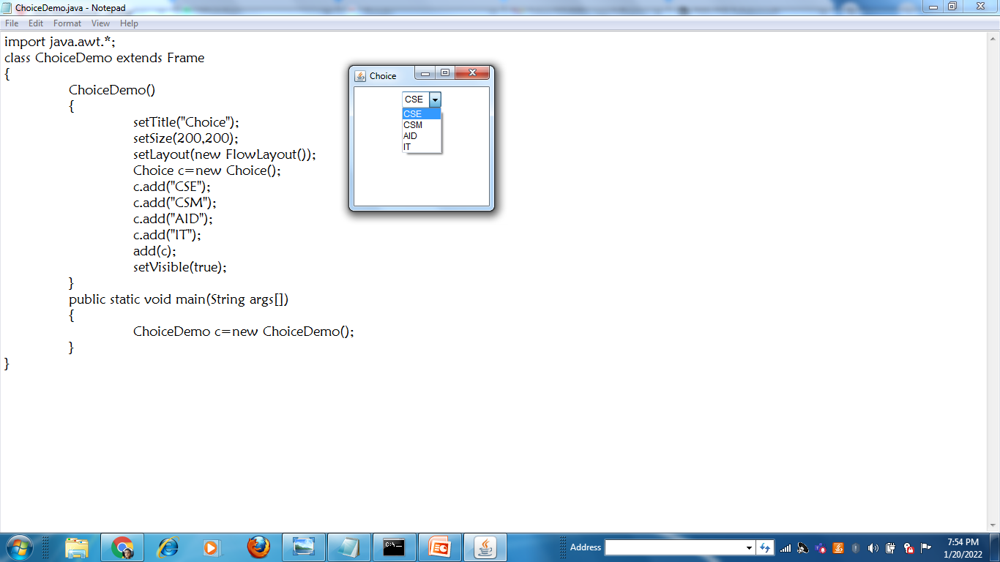 ChoiceDemo.java - Notepad
File Edit Format View Help
import java.awt.*;
class ChoiceDemo extends Frame
{
ChoiceDemo()
{
setTitle("Choice");
setSize(200,200);
setLayout(new FlowLayout());
Choice c=new Choice();
c.add("CSE");
c.add("CSM");
c.add("AID");
c.add("IT");
add(c);
setVisible(true);
}
public static void main(String args[])
{
ChoiceDemo c=new ChoiceDemo();
}
}
Choice
CSE
CSE
CSM
AID
IT
C:\_
Address
7:54 PM
1/20/2022